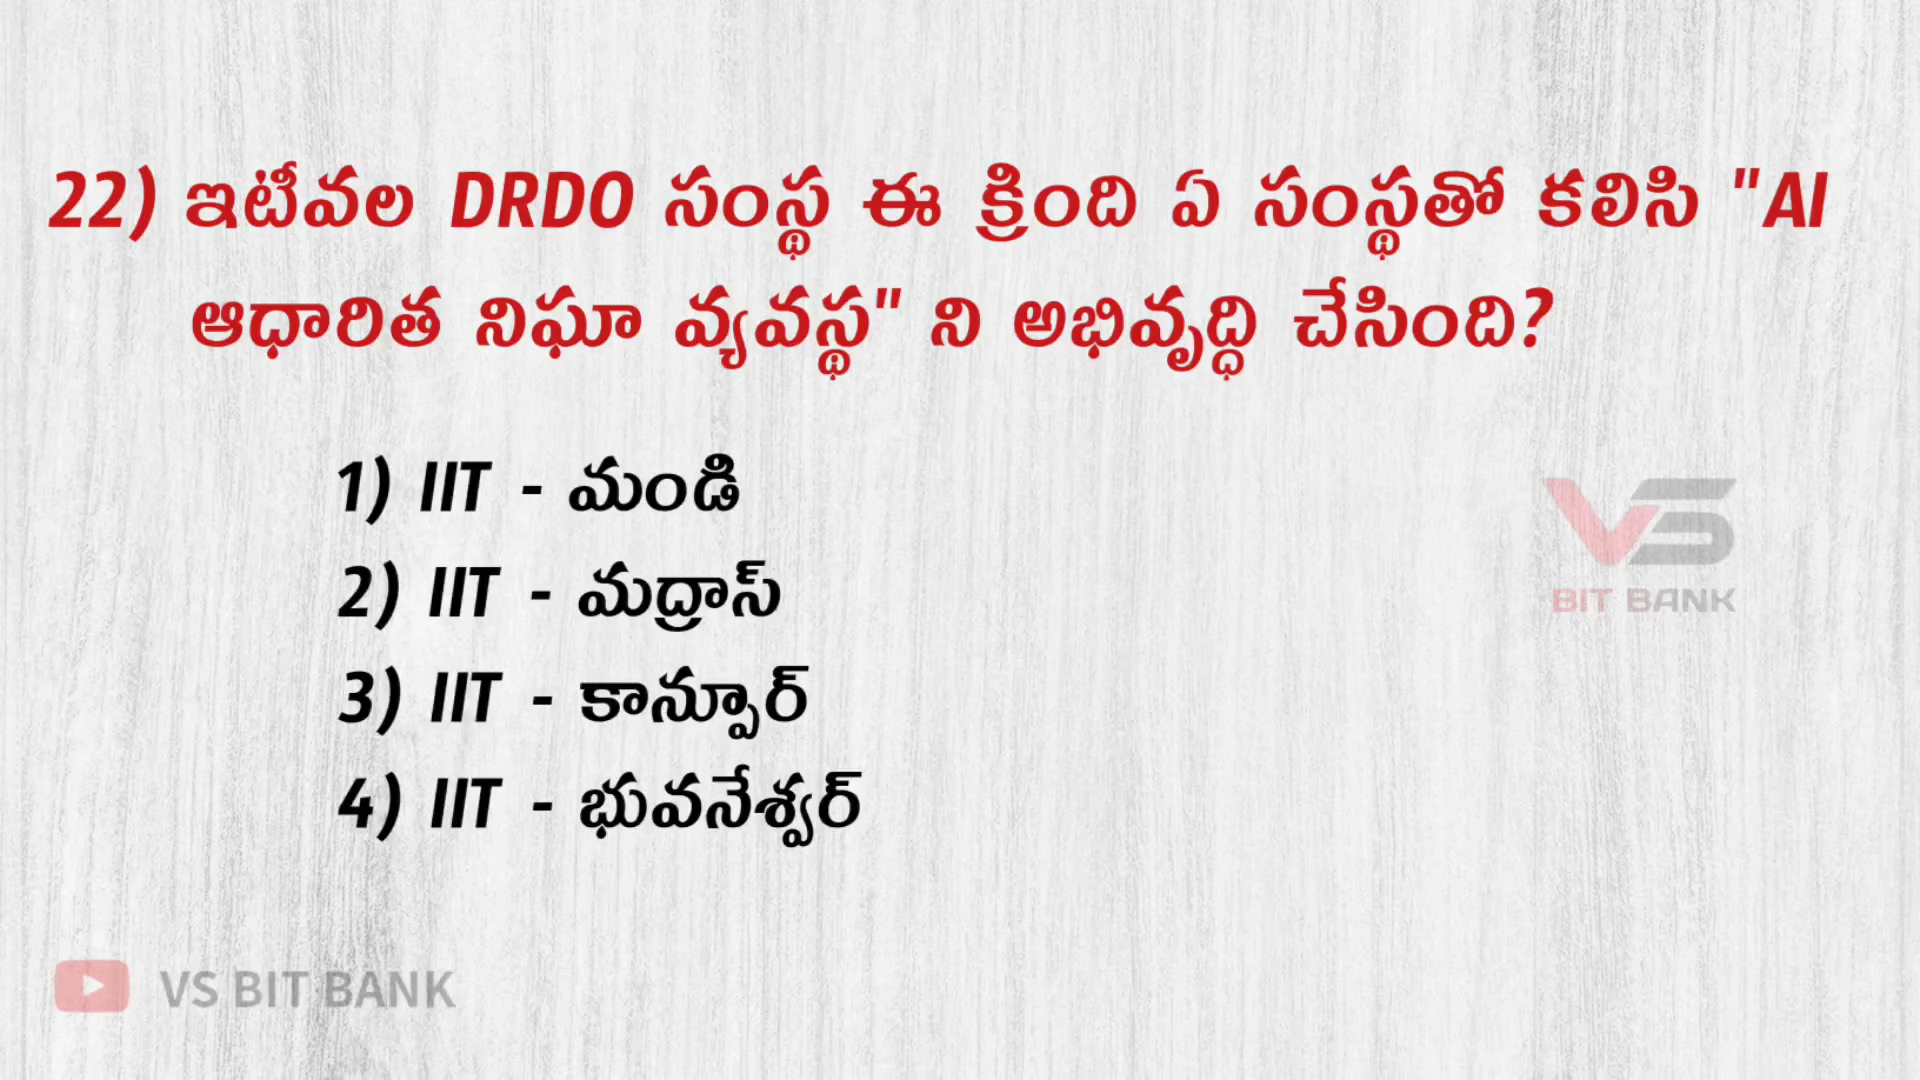 22) ఇటీవల DRDO సంస్థ ఈ క్రింది ఏ సంస్థతో కలిసి "AI
ఆధారిత నిఘా వ్యవస్థ" ని అభివృద్ధి చేసింది?
1) IIT - మండి
2) IIT - మద్రాస్
3) IIT - కాన్పూర్
4) IIT - భువనేశ్వర్
VS
BIT BANK
VS BIT BANK